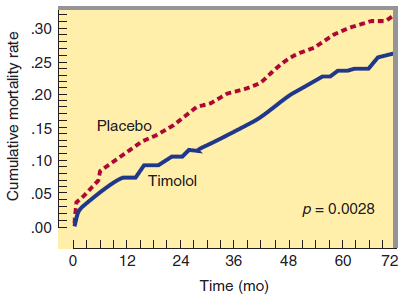 Cumulative mortality rate
.30
.25
.20
.15
.10
.05
.00
Placebo
Timolol
p = 0.0028
0 12 24 36 48 60 72
Time (mo)